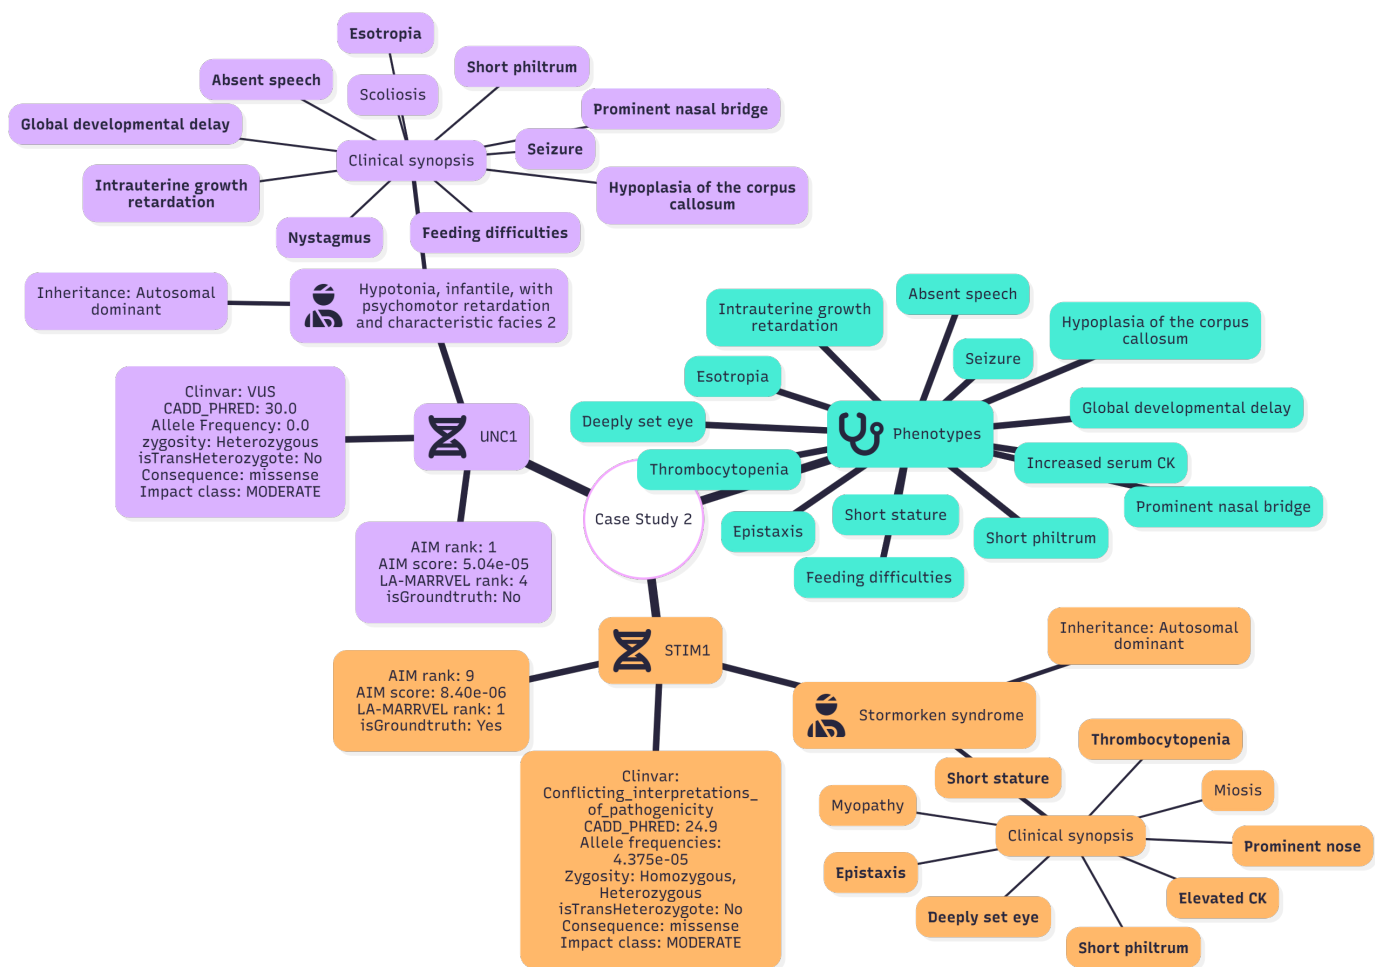 Esotropia
Short philtrum
Absent speech
Scoliosis
Prominent nasal bridge
Global developmental delay
Seizure
Clinical synopsis
Intrauterine growth
retardation
Hypoplasia of the corpus
callosum
Nystagmus
Feeding difficulties
Inheritance: Autosomal
dominant
Hypotonia, infantile, with
psychomotor retardation
and characteristic facies 2
Clinvar: VUS
CADD_PHRED: 30.0
Allele Frequency: 0.0
zygosity: Heterozygous
isTransHeterozygote: No
Consequence: missense
Impact class: MODERATE
UNC1
AIM rank: 1
AIM score: 5.04e-05
LA-MARRVEL rank: 4
isGroundtruth: No
Case Study 2
Absent speech
Intrauterine growth
retardation
Hypoplasia of the corpus
callosum
Seizure
Esotropia
Global developmental delay
Deeply set eye
Phenotypes
Thrombocytopenia
Increased serum CK
Prominent nasal bridge
Short stature
Epistaxis
Short philtrum
Feeding difficulties
STIM1
AIM rank: 9
AIM score: 8.40e-06
LA-MARRVEL rank: 1
isGroundtruth: Yes
Clinvar:
Conflicting_interpretations_
of_pathogenicity
CADD_PHRED: 24.9
Allele frequencies:
4.375e-05
Zygosity: Homozygous,
Heterozygous
isTransHeterozygote: No
Consequence: missense
Impact class: MODERATE
Inheritance: Autosomal
dominant
Stormorken syndrome
Thrombocytopenia
Short stature
Miosis
Myopathy
Clinical synopsis
Prominent nose
Epistaxis
Elevated CK
Deeply set eye
Short philtrum